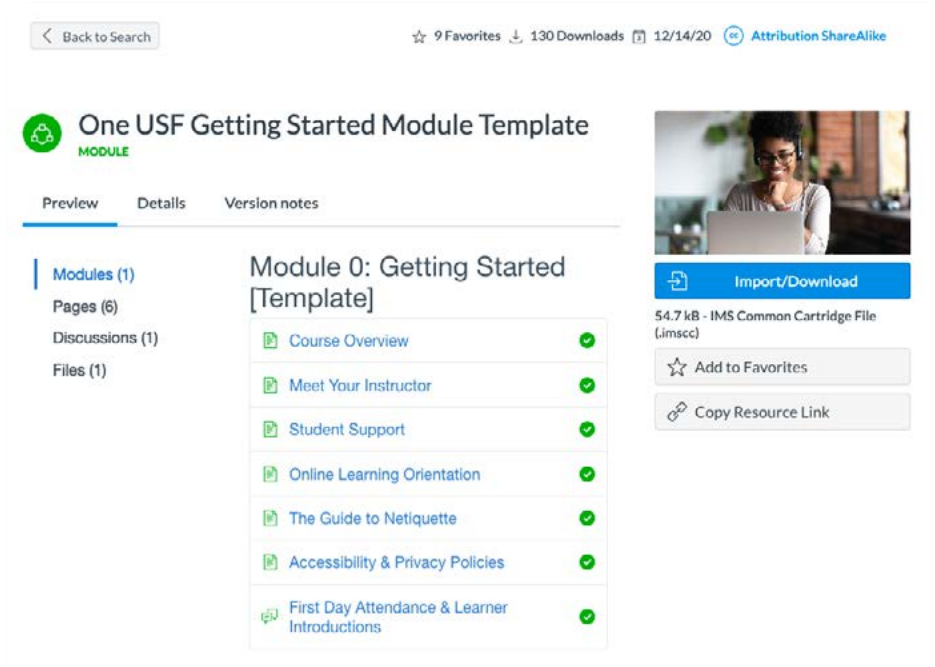 Back to Search
9 Favorites 130 Downloads 12/14/20 Attribution ShareAlike
One USF Getting Started Module Template
MODULE
Preview Details Version notes
Modules (1)
Pages (6)
Discussions (1)
Files (1)
Module 0: Getting Started
[Template]
Course Overview
Meet Your Instructor
Student Support
Online Learning Orientation
The Guide to Netiquette
Accessibility & Privacy Policies
First Day Attendance & Learner
Introductions
Import/Download
54.7 kB - IMS Common Cartridge File
(.imscc)
Add to Favorites
Copy Resource Link